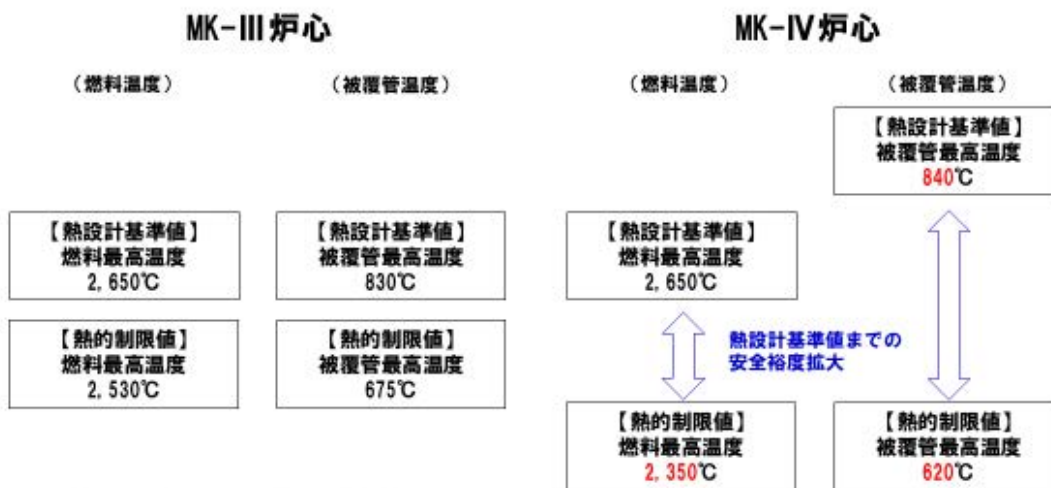 MK-III炉心
（燃料温度）
（被覆管温度）
【熱設計基準値】
燃料最高温度
2,650℃
【熱設計基準値】
被覆管最高温度
830℃
【熱的制限値】
燃料最高温度
2,530℃
【熱的制限値】
被覆管最高温度
675℃
MK-IV炉心
（燃料温度）
（被覆管温度）
【熱設計基準値】
被覆管最高温度
840℃
【熱設計基準値】
燃料最高温度
2,650℃
熱設計基準値までの
安全裕度拡大
【熱的制限値】
燃料最高温度
2,350℃
【熱的制限値】
被覆管最高温度
620℃